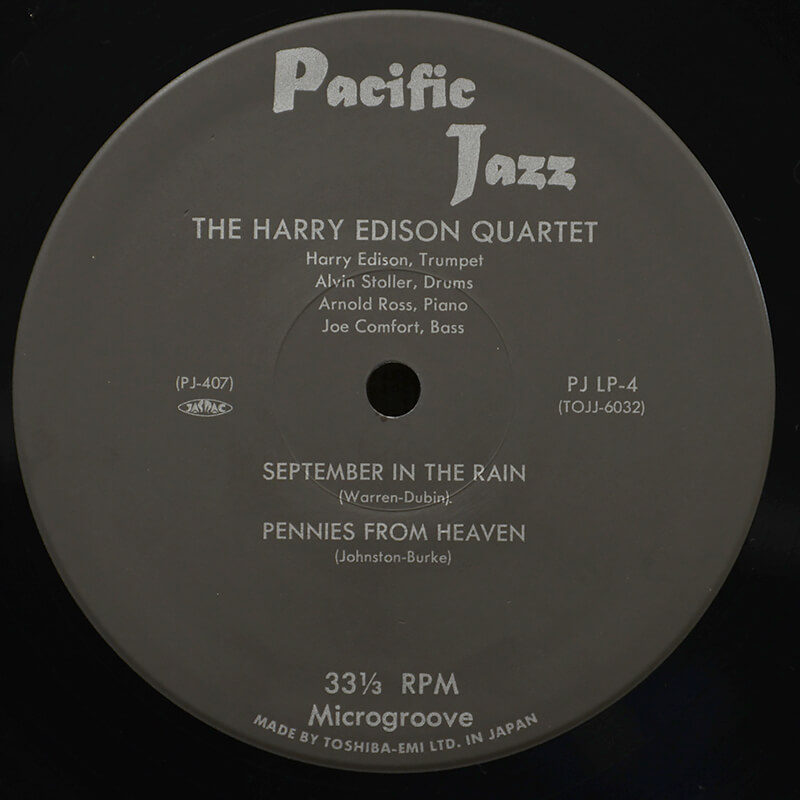 Pacific
Jazz
THE HARRY EDISON QUARTET
Harry Edison, Trumpet
Alvin Stoller, Drums
Arnold Ross, Piano
Joe Comfort, Bass
(PJ-407)
JASRAC
PJ LP-4
(TOJJ-6032)
SEPTEMBER IN THE RAIN
(Warren-Dubin).
PENNIES FROM HEAVEN
(Johnston-Burke)
33⅓ RPM
Microgroove
MADE BY TOSHIBA-EMI LTD. IN JAPAN